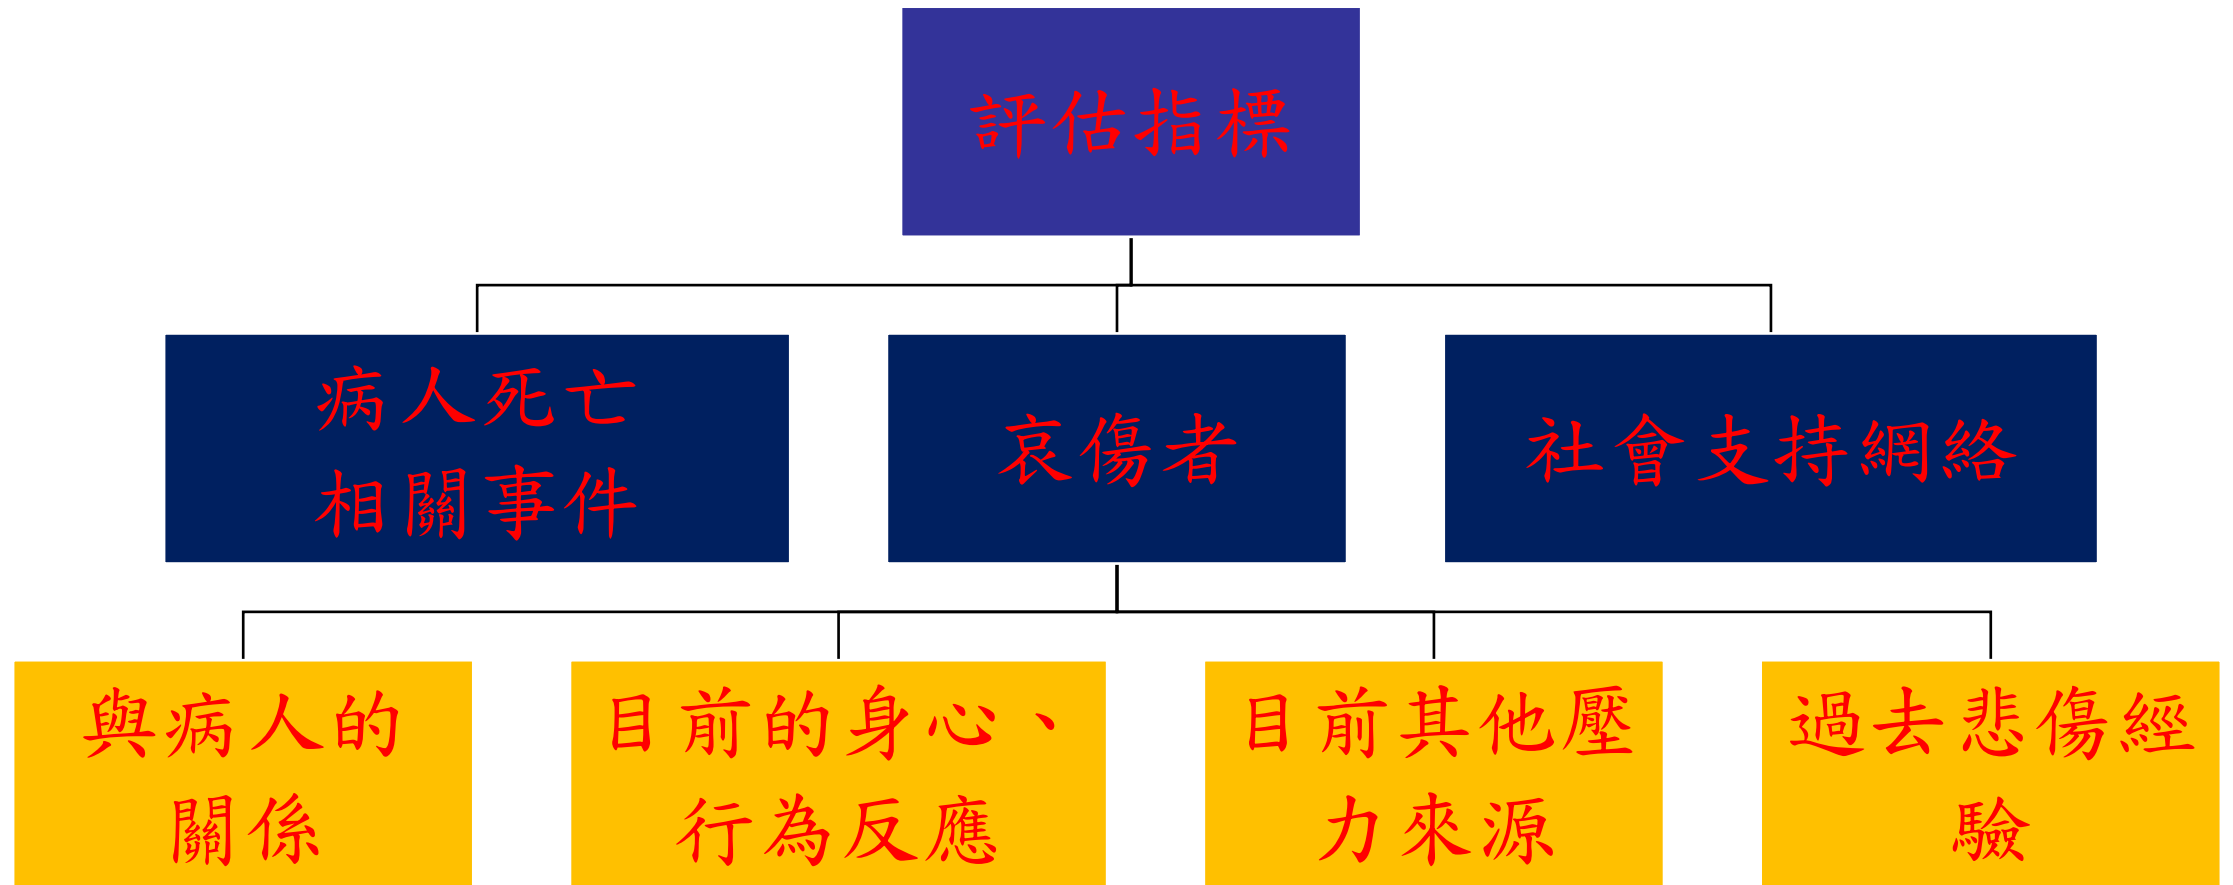 評估指標
病人死亡
相關事件
哀傷者
社會支持網絡
與病人的
關係
目前的身心、
行為反應
目前其他壓
力來源
過去悲傷經
驗